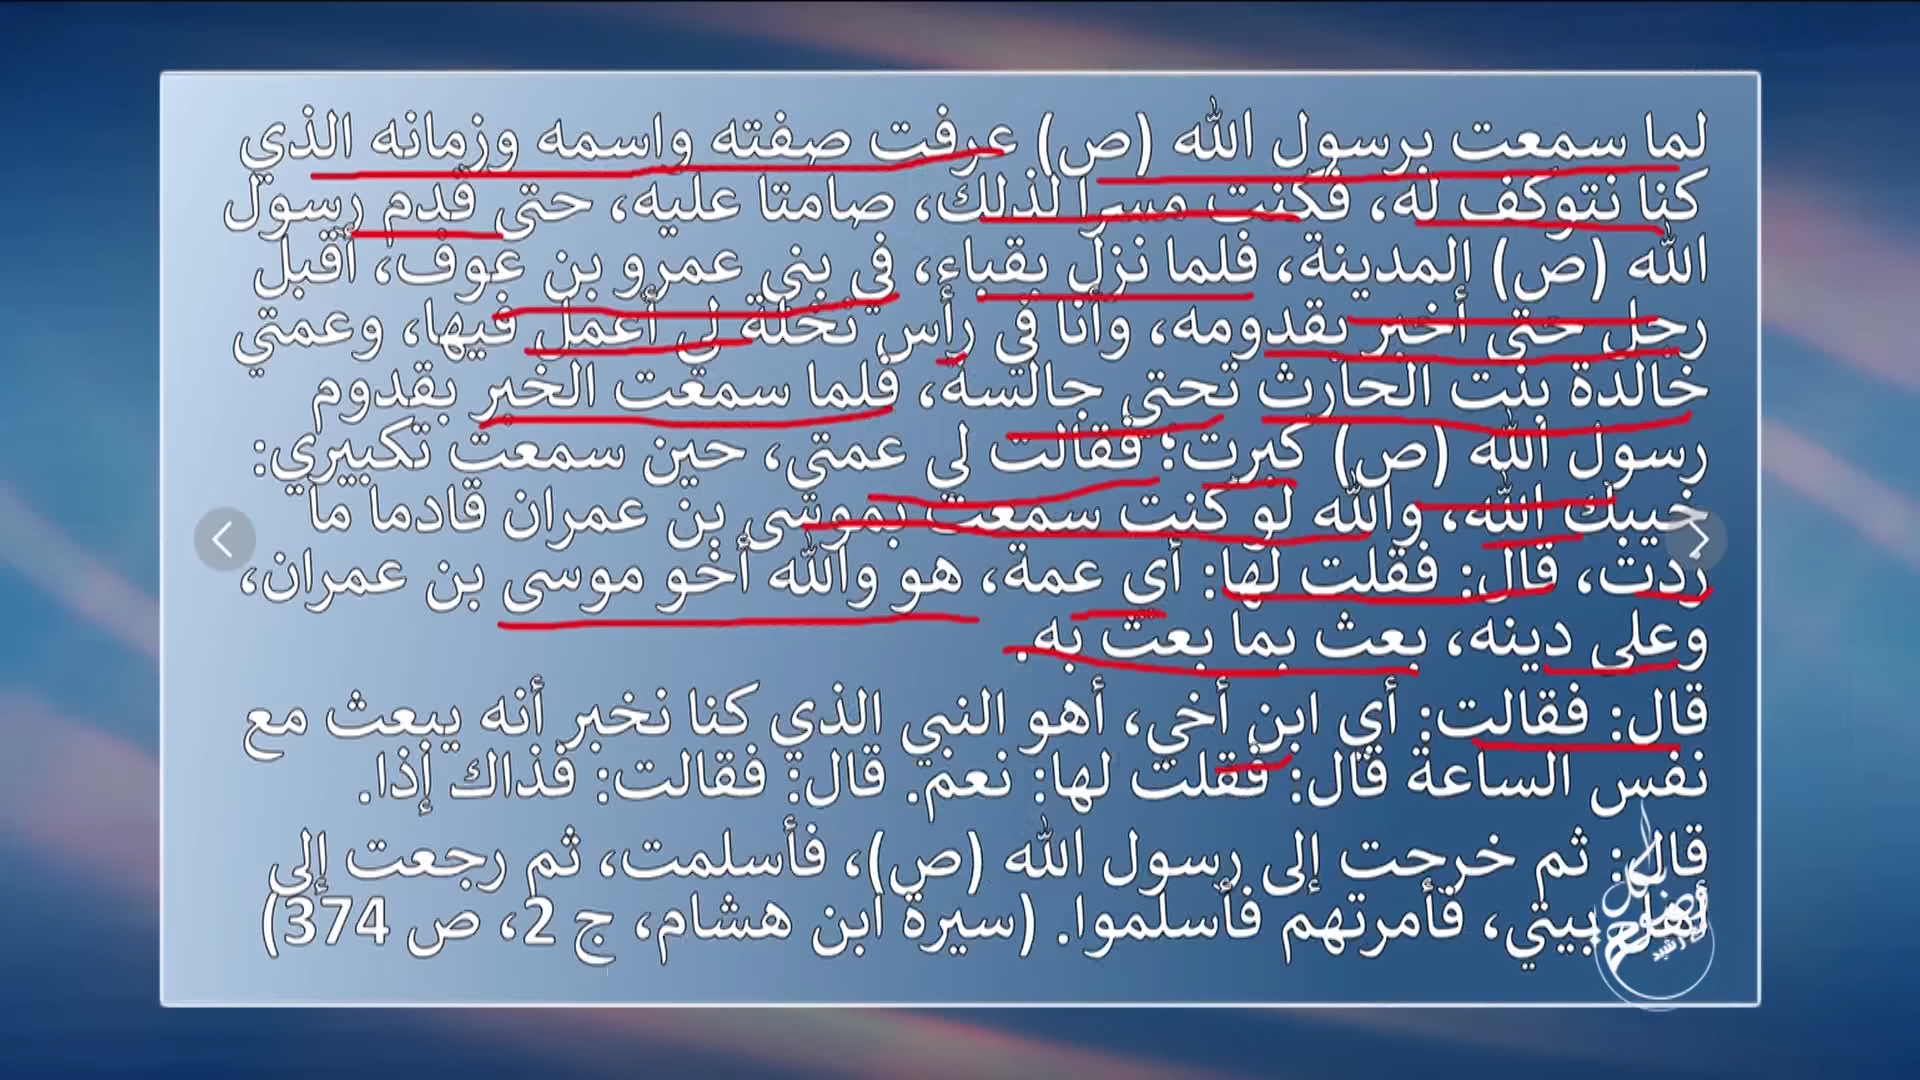 لما سمعت برسول الله (ص) عرفت صفته واسمه وزمانه الذي
كنا نتوكف له، فكنت مسرا لذلك، صامتا عليه، حتى قدم رسول
الله (ص) المدينة، فلما نزل بقباء، في بني عمرو بن عوف، أقبل
رجل حتى أخبر بقدومه، وأنا في رأس نخلة لي أعمل فيها، وعمتي
خالدة بنت الحارث تحتي جالسة، فلما سمعت الخبر بقدوم
رسول الله (ص) كبرت؛ فقالت لي عمتي، حين سمعت تكبيري:
خيبك الله، والله لو كنت سمعت بموسى بن عمران قادما ما
زدت، قال: فقلت لها: أي عمة، هو والله أخو موسى بن عمران،
وعلى دينه، بعث بما بعث به.
قال: فقالت: أي ابن أخي، أهو النبي الذي كنا نخبر أنه يبعث مع
نفس الساعة قال: فقلت لها: نعم. قال: فقالت: فذاك إذا.
قال: ثم خرجت إلى رسول الله (ص)، فأسلمت، ثم رجعت إلى
أهل بيتي، فأمرتهم فأسلموا. (سيرة ابن هشام، ج 2، ص 374)
بكل وضوح
رشيد